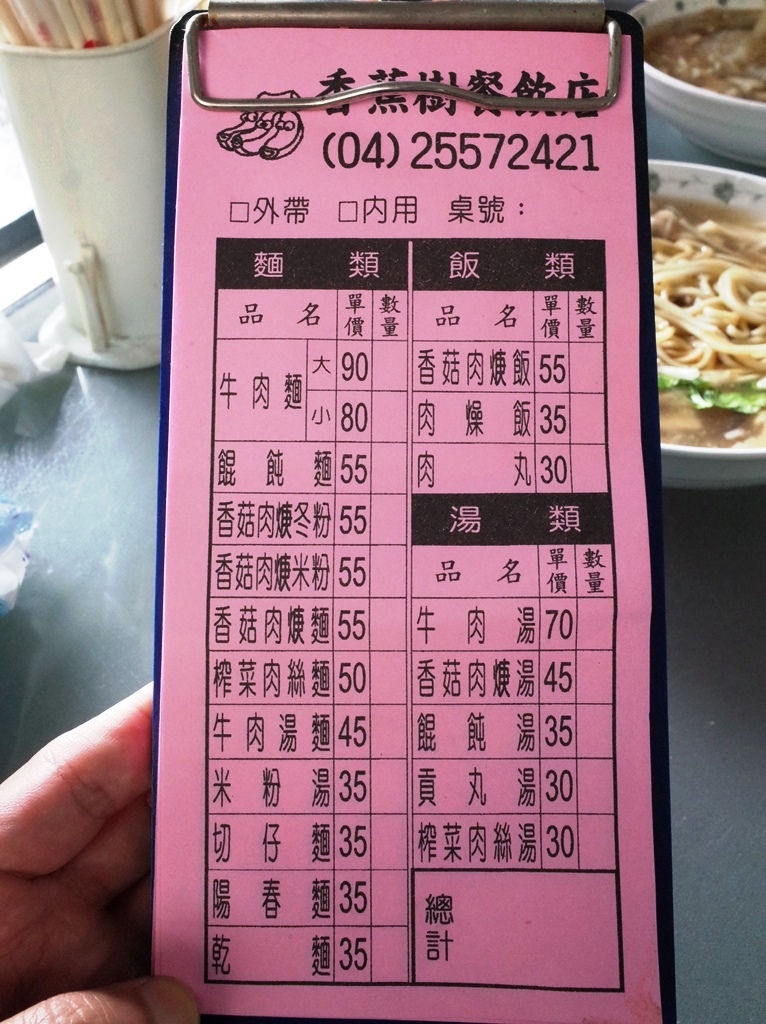 香蕉樹餐飲店
(04) 25572421
□外帶 □內用 桌號：
麵類
品名 單價 數量
牛肉麵 大 90
小 80
餛飩麵 55
香菇肉焿冬粉 55
香菇肉焿米粉 55
香菇肉焿麵 55
榨菜肉絲麵 50
牛肉湯麵 45
米粉湯 35
切仔麵 35
陽春麵 35
乾麵 35
飯類
品名 單價 數量
香菇肉焿飯 55
肉燥飯 35
肉丸 30
湯類
品名 單價 數量
牛肉湯 70
香菇肉焿湯 45
餛飩湯 35
貢丸湯 30
榨菜肉絲湯 30
總計